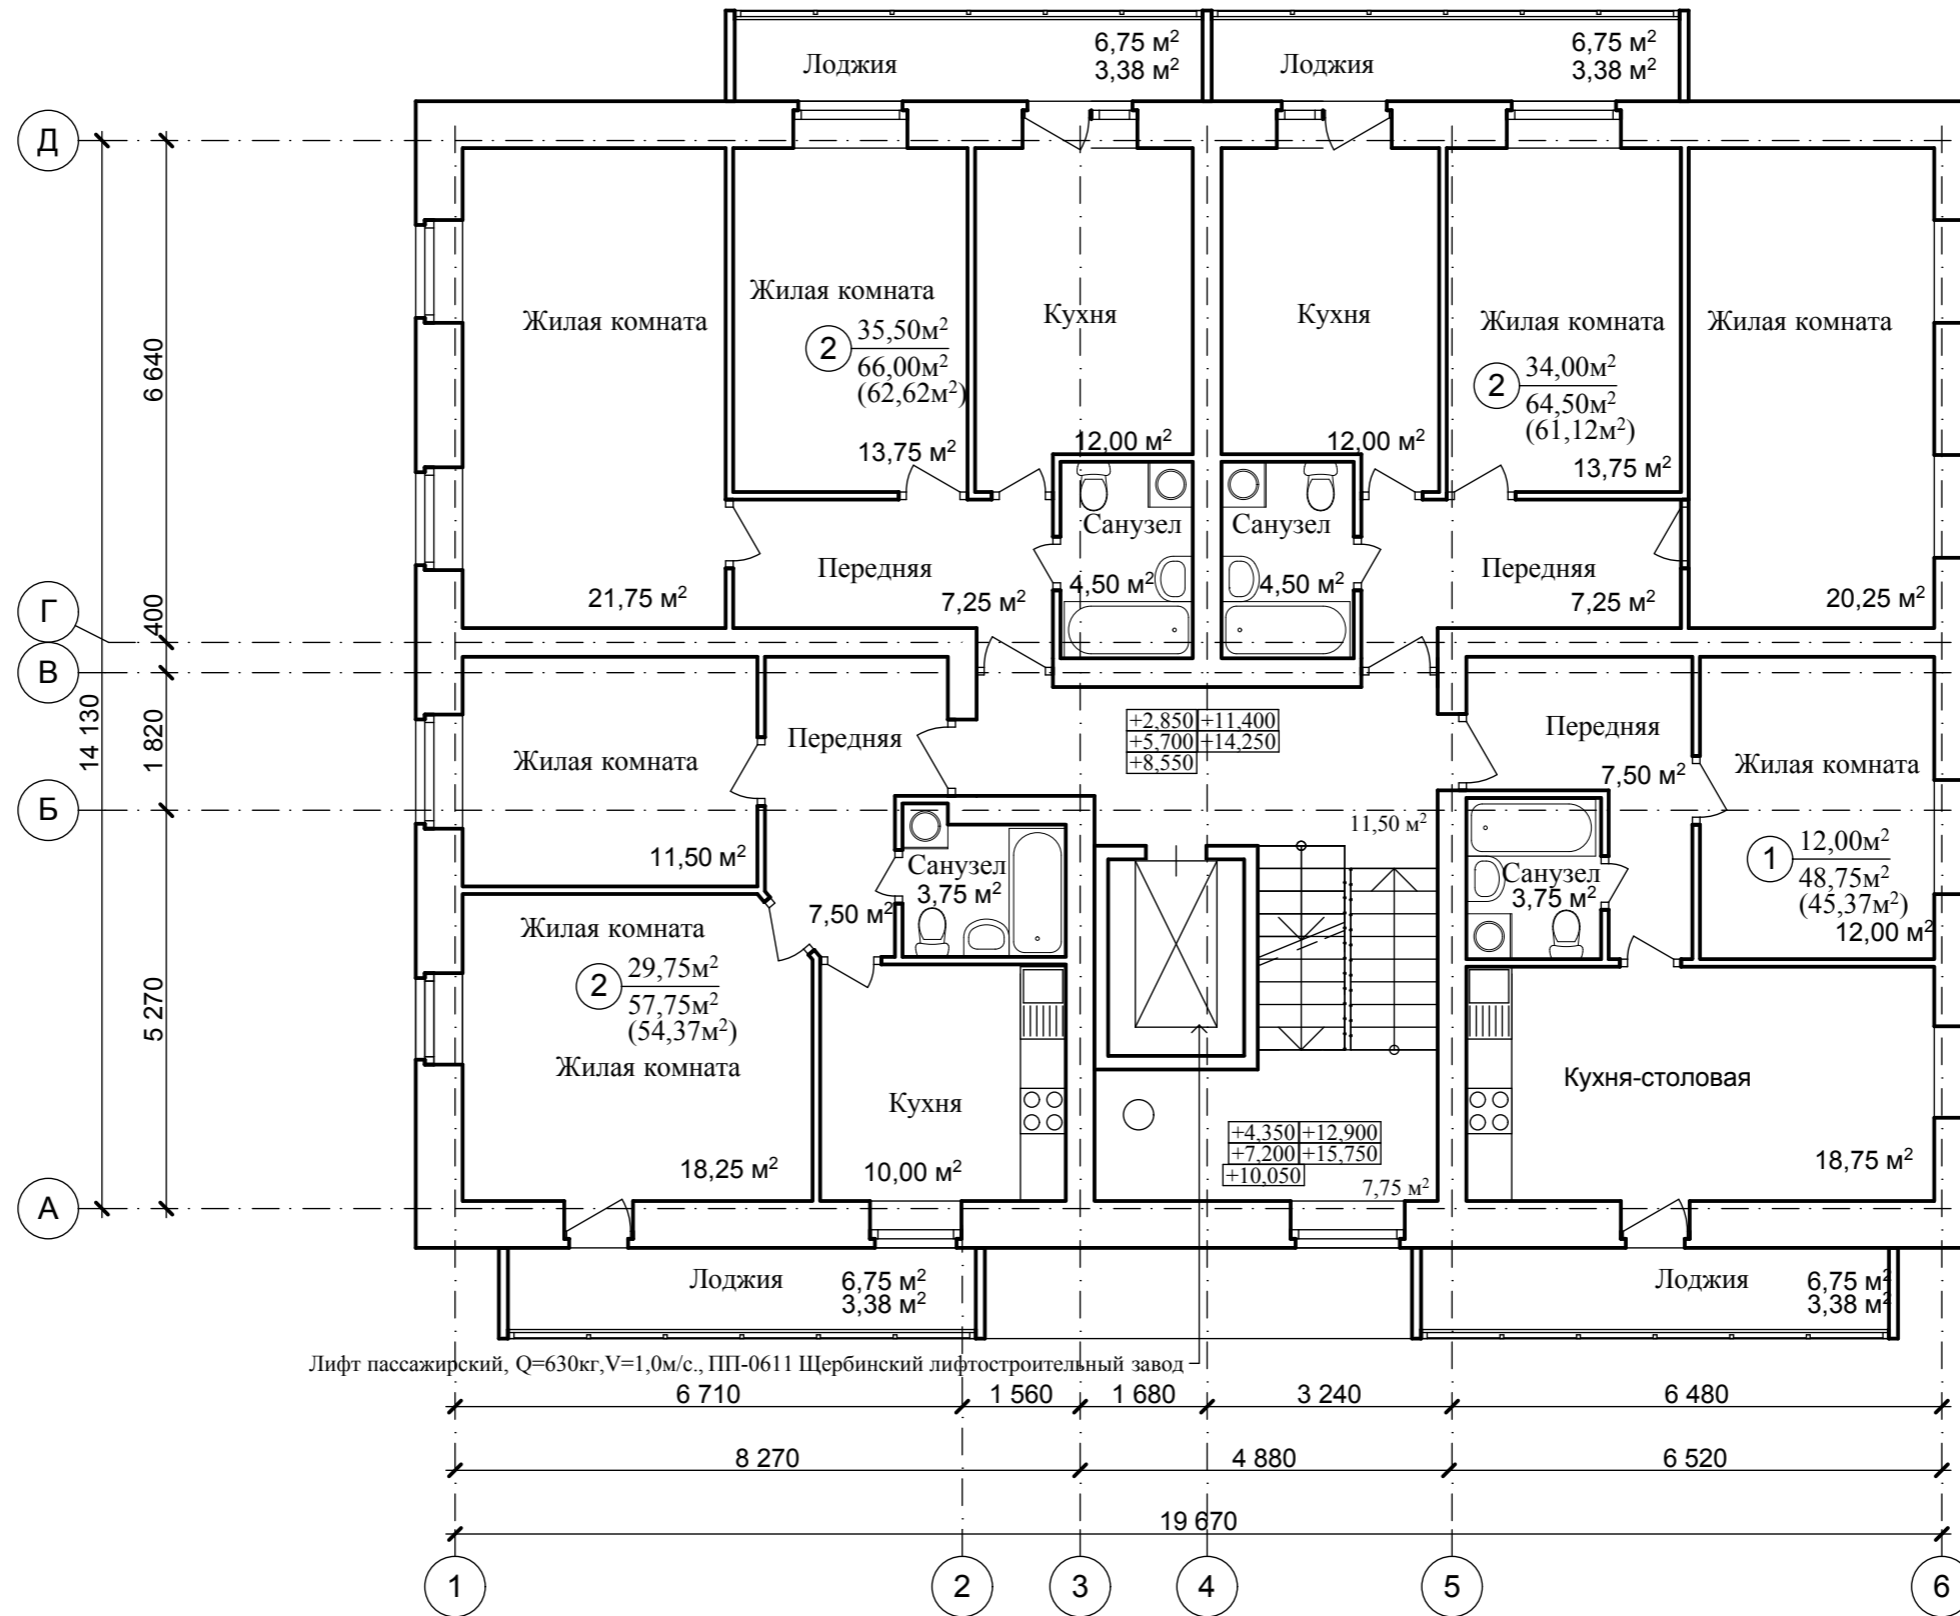 6,75 м²
6,75 м²
Лоджия
3,38 м²
Лоджия
3,38 м²
Д
Жилая комната
Жилая комната
2
35,50м²
66,00м²
(62,62м²)
13,75 м²
Кухня
12,00 м²
Кухня
12,00 м²
Жилая комната
2
34,00м²
64,50м²
(61,12м²)
13,75 м²
Жилая комната
6 640
21,75 м²
Передняя
7,25 м²
Санузел
4,50 м²
Санузел
4,50 м²
Передняя
7,25 м²
20,25 м²
Г
400
В
14 130
1 820
Жилая комната
11,50 м²
Передняя
7,50 м²
+2,850 +11,400
+5,700 +14,250
+8,550
Передняя
7,50 м²
Жилая комната
Б
Санузел
3,75 м²
11,50 м²
Санузел
3,75 м²
1
12,00м²
48,75м²
(45,37м²)
12,00 м²
5 270
Жилая комната
2
29,75м²
57,75м²
(54,37м²)
Жилая комната
18,25 м²
Кухня
10,00 м²
+4,350 +12,900
+7,200 +15,750
+10,050
7,75 м²
Кухня-столовая
18,75 м²
А
Лоджия
6,75 м²
3,38 м²
Лоджия
6,75 м²
3,38 м²
Лифт пассажирский, Q=630кг,V=1,0м/с., ПП-0611 Щербинский лифтостроительный завод
6 710 1 560 1 680 3 240 6 480
8 270 4 880 6 520
19 670
1 2 3 4 5 6